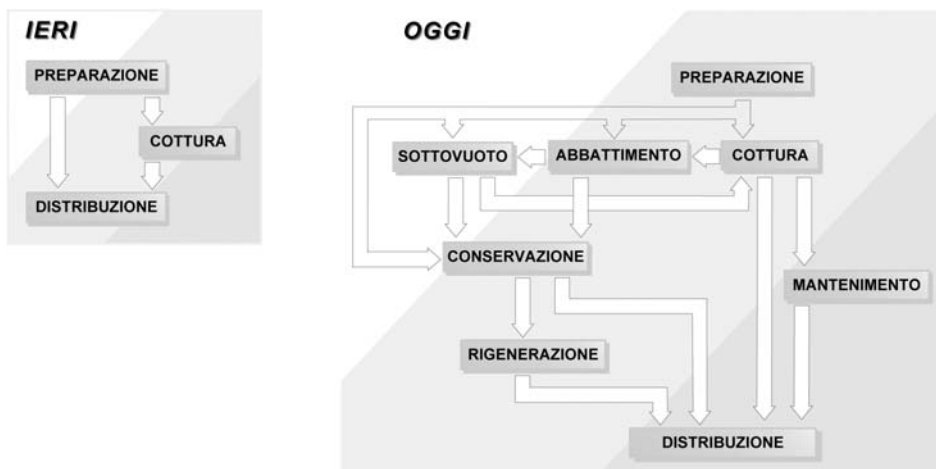 IERI
PREPARAZIONE
COTTURA
DISTRIBUZIONE
OGGI
PREPARAZIONE
SOTTOVUOTO
ABBATTIMENTO
COTTURA
CONSERVAZIONE
MANTENIMENTO
RIGENERAZIONE
DISTRIBUZIONE